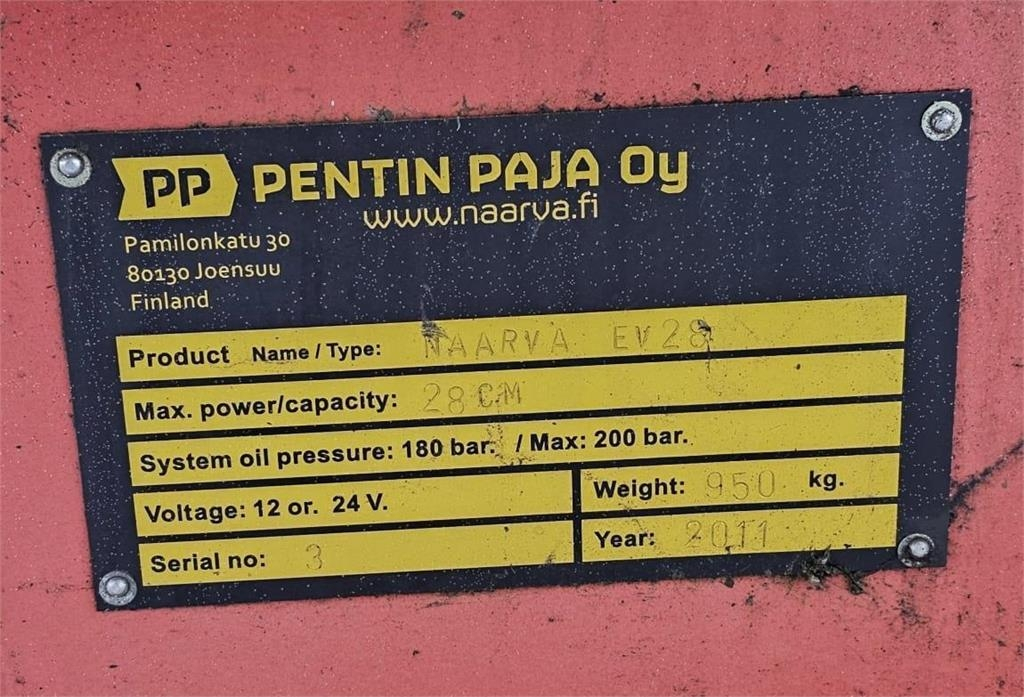 PP PENTIN PAJA Oy
www.naarva.fi
Pamilonkatu 30
80130 Joensuu
Finland
Product Name / Type: NAARVA EV28
Max. power/capacity: 28CM
System oil pressure: 180 bar. / Max: 200 bar.
Voltage: 12 or. 24 V.
Weight: 950 kg.
Serial no: 3
Year: 2011